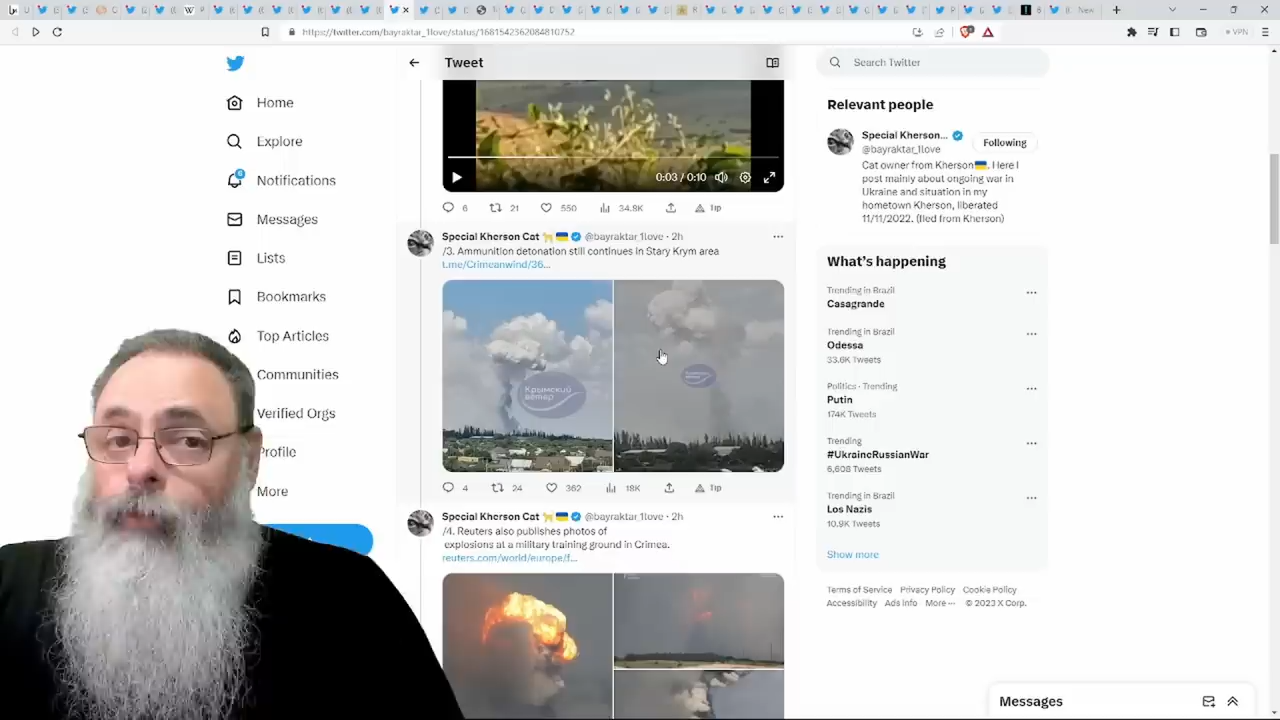 New
https://twitter.com/bayraktar_1love/status/1681542362084810752
VPN
Home
Explore
6
Notifications
Messages
Lists
Bookmarks
Top Articles
Communities
Verified Orgs
Profile
More
Tweet
0:03 / 0:10
6 21 550 34.8K Tip
Special Kherson Cat @bayraktar_1love · 2h
/3. Ammunition detonation still continues in Stary Krym area
t.me/Crimeanwind/36...
Крымский
ветер
4 24 362 18K Tip
Special Kherson Cat @bayraktar_1love · 2h
/4. Reuters also publishes photos of
explosions at a military training ground in Crimea.
reuters.com/world/europe/f...
Search Twitter
Relevant people
Special Kherson...
@bayraktar_1love
Following
Cat owner from Kherson. Here I
post mainly about ongoing war in
Ukraine and situation in my
hometown Kherson, liberated
11/11/2022. (fled from Kherson)
What's happening
Trending in Brazil
Casagrande
Trending in Brazil
Odessa
33.6K Tweets
Politics · Trending
Putin
174K Tweets
Trending
#UkraineRussianWar
6,608 Tweets
Trending in Brazil
Los Nazis
10.9K Tweets
Show more
Terms of Service Privacy Policy Cookie Policy
Accessibility Ads info More ··· © 2023 X Corp.
Messages